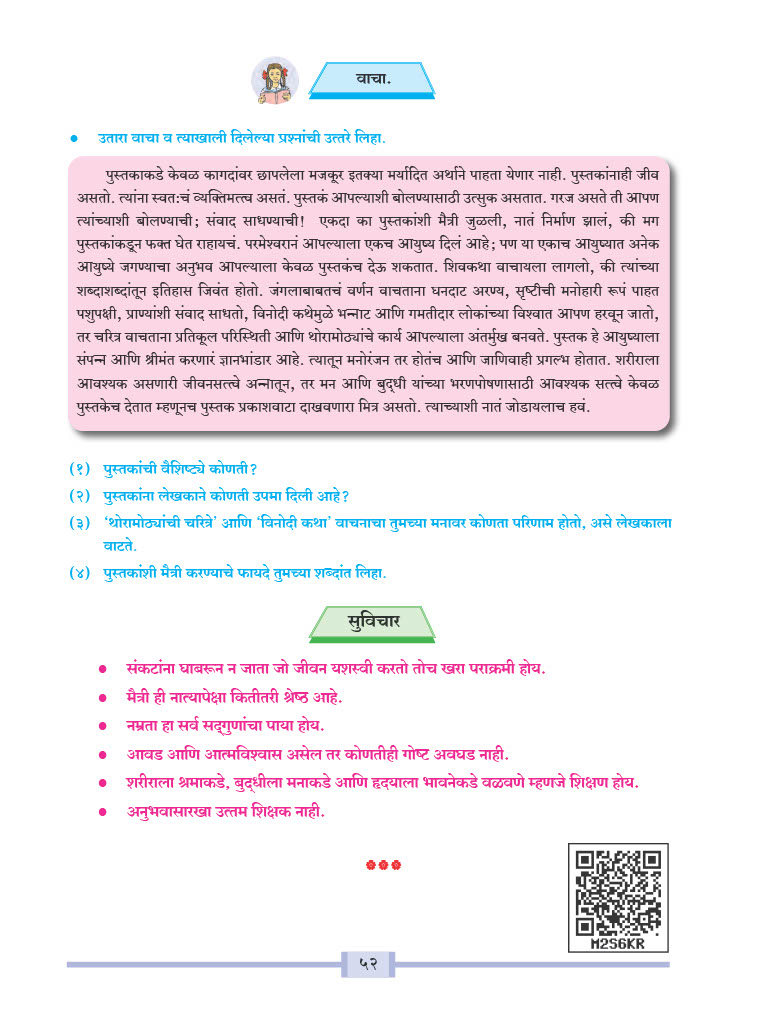 वाचा.
● उतारा वाचा व त्याखाली दिलेल्या प्रश्नांची उत्तरे लिहा.
पुस्तकाकडे केवळ कागदांवर छापलेला मजकूर इतक्या मर्यादित अर्थाने पाहता येणार नाही. पुस्तकांनाही जीव
असतो. त्यांना स्वत:चं व्यक्तिमत्त्व असतं. पुस्तकं आपल्याशी बोलण्यासाठी उत्सुक असतात. गरज असते ती आपण
त्यांच्याशी बोलण्याची; संवाद साधण्याची! एकदा का पुस्तकांशी मैत्री जुळली, नातं निर्माण झालं, की मग
पुस्तकांकडून फक्त घेत राहायचं. परमेश्वरानं आपल्याला एकच आयुष्य दिलं आहे; पण या एकाच आयुष्यात अनेक
आयुष्ये जगण्याचा अनुभव आपल्याला केवळ पुस्तकंच देऊ शकतात. शिवकथा वाचायला लागलो, की त्यांच्या
शब्दाशब्दांतून इतिहास जिवंत होतो. जंगलाबाबतचं वर्णन वाचताना घनदाट अरण्य, सृष्टीची मनोहारी रूपं पाहत
पशुपक्षी, प्राण्यांशी संवाद साधतो, विनोदी कथेमुळे भन्नाट आणि गमतीदार लोकांच्या विश्वात आपण हरवून जातो,
तर चरित्र वाचताना प्रतिकूल परिस्थिती आणि थोरामोठ्यांचे कार्य आपल्याला अंतर्मुख बनवते. पुस्तक हे आयुष्याला
संपन्न आणि श्रीमंत करणारं ज्ञानभांडार आहे. त्यातून मनोरंजन तर होतंच आणि जाणिवाही प्रगल्भ होतात. शरीराला
आवश्यक असणारी जीवनसत्त्वे अन्नातून, तर मन आणि बुद्धी यांच्या भरणपोषणासाठी आवश्यक सत्त्वे केवळ
पुस्तकेच देतात म्हणूनच पुस्तक प्रकाशवाटा दाखवणारा मित्र असतो. त्याच्याशी नातं जोडायलाच हवं.
(१) पुस्तकांची वैशिष्ट्ये कोणती?
(२) पुस्तकांना लेखकाने कोणती उपमा दिली आहे?
(३) ‘थोरामोठ्यांची चरित्रे’ आणि ‘विनोदी कथा’ वाचनाचा तुमच्या मनावर कोणता परिणाम होतो, असे लेखकाला
वाटते.
(४) पुस्तकांशी मैत्री करण्याचे फायदे तुमच्या शब्दांत लिहा.
सुविचार
● संकटांना घाबरून न जाता जो जीवन यशस्वी करतो तोच खरा पराक्रमी होय.
● मैत्री ही नात्यापेक्षा कितीतरी श्रेष्ठ आहे.
● नम्रता हा सर्व सद्गुणांचा पाया होय.
● आवड आणि आत्मविश्वास असेल तर कोणतीही गोष्ट अवघड नाही.
● शरीराला श्रमाकडे, बुद्धीला मनाकडे आणि हृदयाला भावनेकडे वळवणे म्हणजे शिक्षण होय.
● अनुभवासारखा उत्तम शिक्षक नाही.
M2S6KR
५२